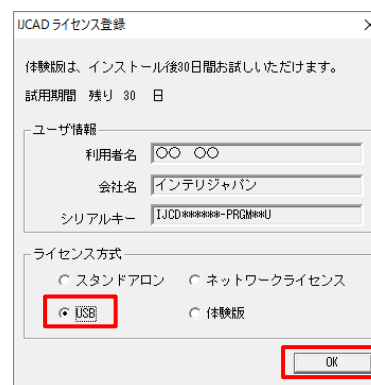 IJCAD ライセンス登録
体験版は、インストール後30日間お試しいただけます。
試用期間 残り 30 日
ユーザ情報
利用者名 ○○ ○○
会社名 インテリジャパン
シリアルキー IJCD******-PRGM**U
ライセンス方式
スタンドアロン ネットワークライセンス
USB 体験版
OK